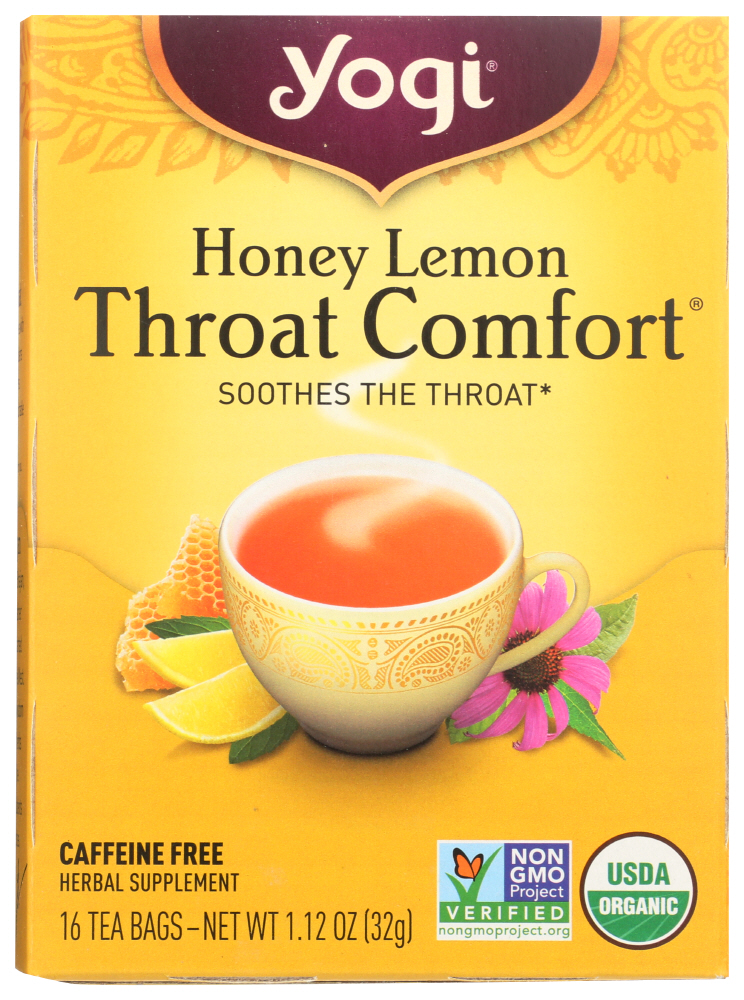 yogi®
Honey Lemon
Throat Comfort®
SOOTHES THE THROAT*
CAFFEINE FREE
HERBAL SUPPLEMENT
16 TEA BAGS – NET WT 1.12 OZ (32g)
NON
GMO
Project
VERIFIED
nongmoproject.org
USDA
ORGANIC